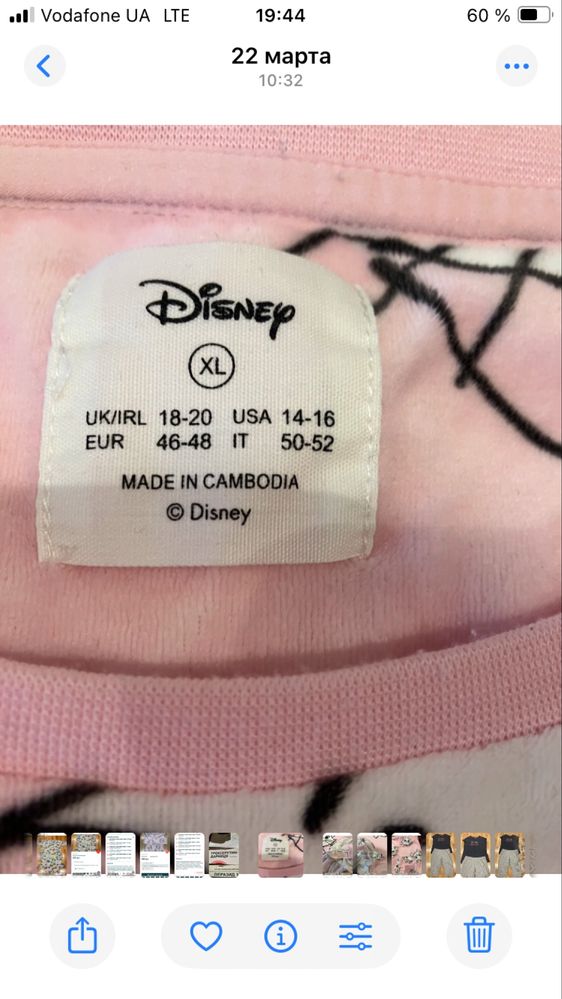 Vodafone UA LTE 19:44 60 %
22 марта
10:32
Disney
XL
UK/IRL 18-20 USA 14-16
EUR 46-48 IT 50-52
MADE IN CAMBODIA
© Disney